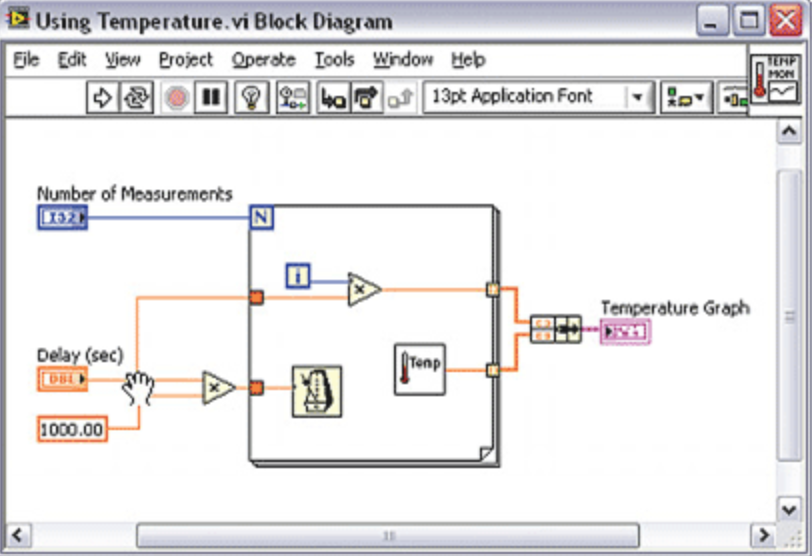 Using Temperature.vi Block Diagram
File Edit View Project Operate Tools Window Help
TEMP
MON
13pt Application Font
Number of Measurements
I32
N
i
x
Temperature Graph
Delay (sec)
DBL
x
Temp
1000.00